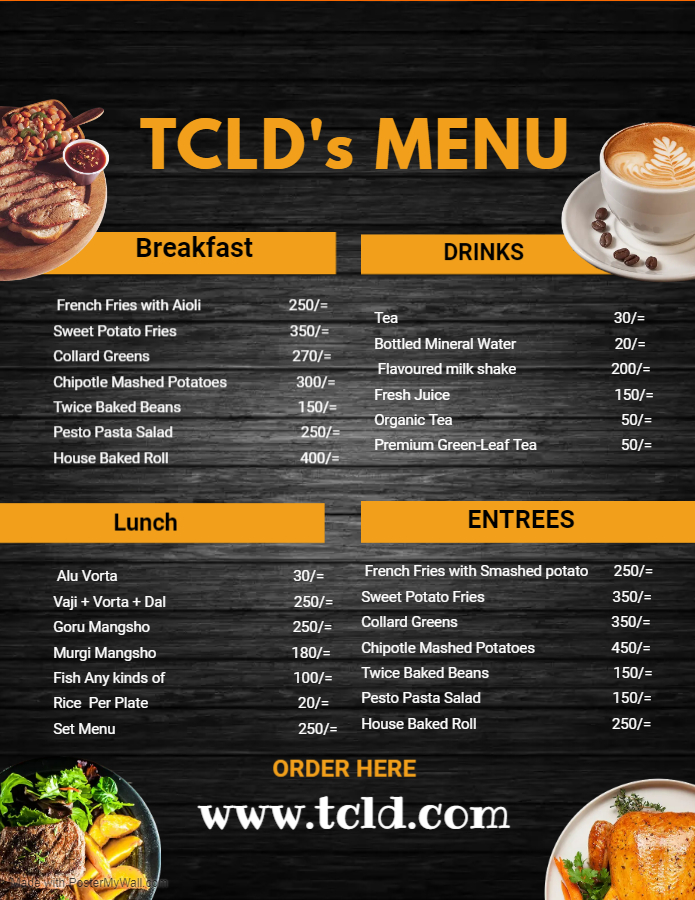 TCLD's MENU
Breakfast
French Fries with Aioli 250/=
Sweet Potato Fries 350/=
Collard Greens 270/=
Chipotle Mashed Potatoes 300/=
Twice Baked Beans 150/=
Pesto Pasta Salad 250/=
House Baked Roll 400/=
DRINKS
Tea 30/=
Bottled Mineral Water 20/=
Flavoured milk shake 200/=
Fresh Juice 150/=
Organic Tea 50/=
Premium Green-Leaf Tea 50/=
Lunch
Alu Vorta 30/=
Vaji + Vorta + Dal 250/=
Goru Mangsho 250/=
Murgi Mangsho 180/=
Fish Any kinds of 100/=
Rice Per Plate 20/=
Set Menu 250/=
ENTREES
French Fries with Smashed potato 250/=
Sweet Potato Fries 350/=
Collard Greens 350/=
Chipotle Mashed Potatoes 450/=
Twice Baked Beans 150/=
Pesto Pasta Salad 150/=
House Baked Roll 250/=
ORDER HERE
www.tcld.com
Made with PosterMyWall.com